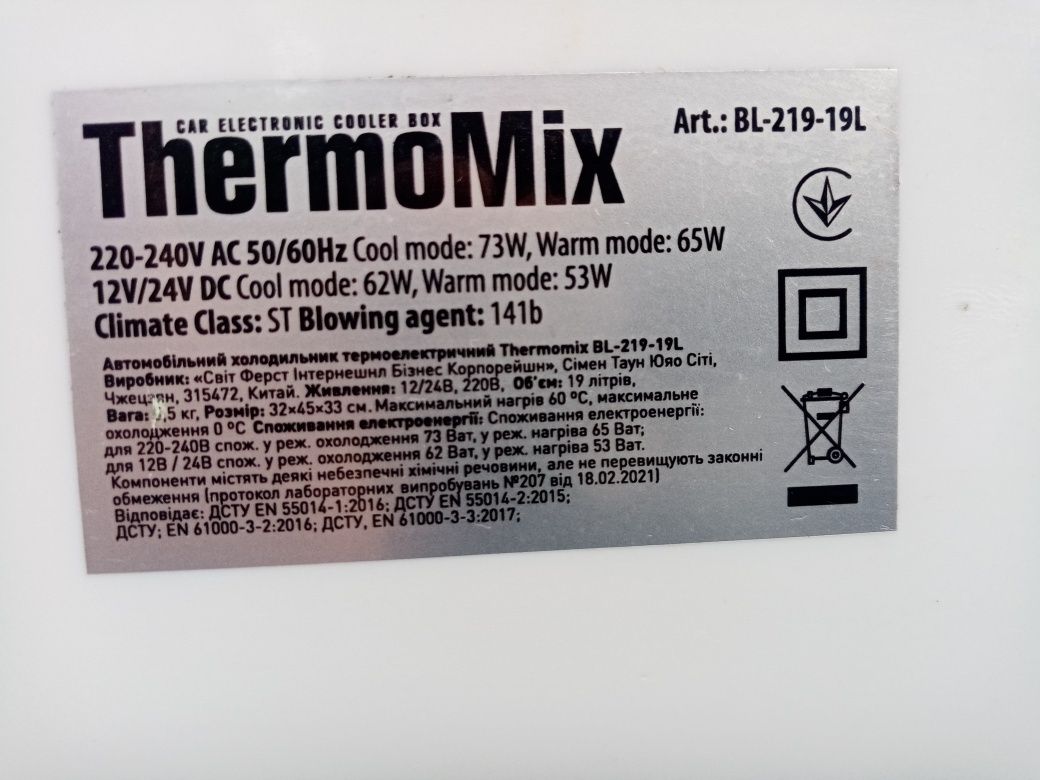 CAR ELECTRONIC COOLER BOX
ThermoMix
Art.: BL-219-19L
220-240V AC 50/60Hz Cool mode: 73W, Warm mode: 65W
12V/24V DC Cool mode: 62W, Warm mode: 53W
Climate Class: ST Blowing agent: 141b
Автомобільний холодильник термоелектричний Thermomix BL-219-19L
Виробник: «Світ Ферст Інтернешнл Бізнес Корпорейшн», Сімен Таун Юяо Сіті,
Чжецзян, 315472, Китай. Живлення: 12/24В, 220В, Об'єм: 19 літрів,
Вага: ,5 кг, Розмір: 32×45×33 см. Максимальний нагрів 60 ºС, максимальне
охолодження 0 ºС Споживання електроенергії: Споживання електроенергії:
для 220-240В спож. у реж. охолодження 73 Ват, у реж. нагріва 65 Ват;
для 12В / 24В спож. у реж. охолодження 62 Ват, у реж. нагріва 53 Ват.
Компоненти містять деякі небезпечні хімічні речовини, але не перевищують законні
обмеження (протокол лабораторних випробувань №207 від 18.02.2021)
Відповідає: ДСТУ EN 55014-1:2016; ДСТУ EN 55014-2:2015;
ДСТУ; EN 61000-3-2:2016; ДСТУ, EN 61000-3-3:2017;